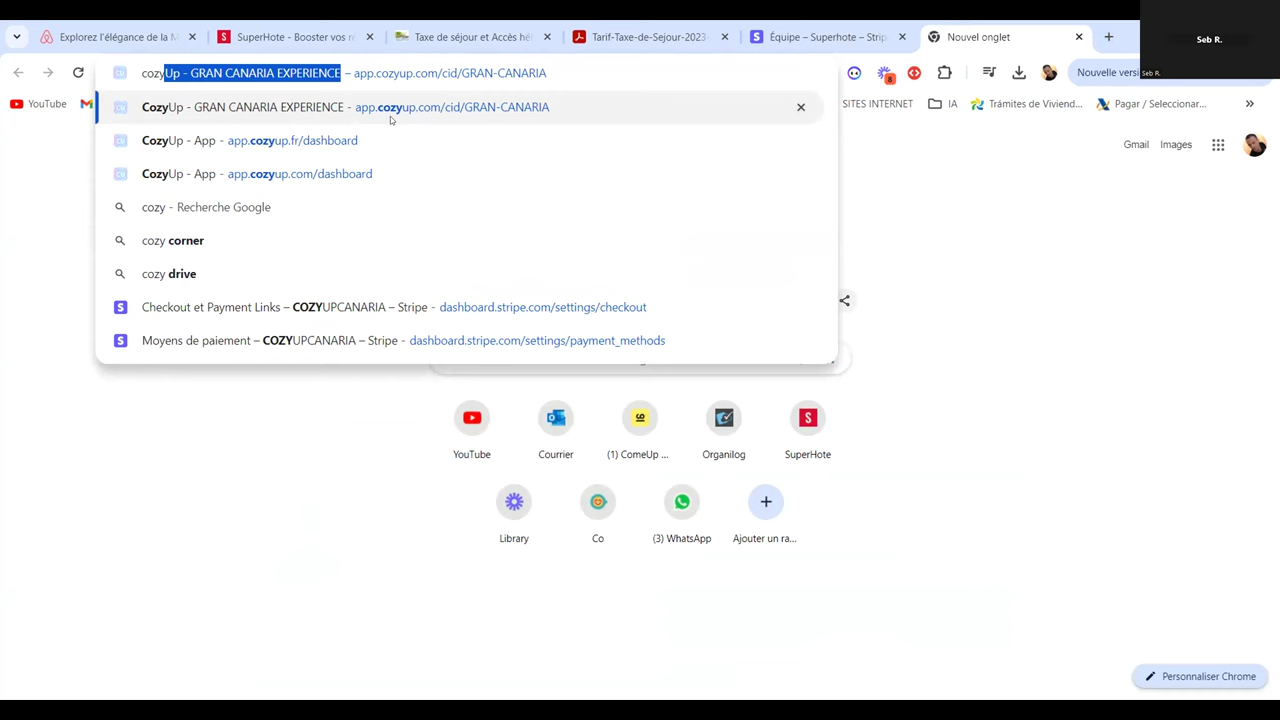 Explorez l'élégance de la M
SuperHote - Booster vos r
Taxe de séjour et Accès hé
Tarif-Taxe-de-Sejour-2023-
Équipe – Superhote – Strip
Nouvel onglet
Seb R.
cozyUp - GRAN CANARIA EXPERIENCE – app.cozyup.com/cid/GRAN-CANARIA
8
Nouvelle versi
Seb R.
YouTube
CozyUp - GRAN CANARIA EXPERIENCE - app.cozyup.com/cid/GRAN-CANARIA
SITES INTERNET
IA
Trámites de Viviend...
Pagar / Seleccionar...
CozyUp - App - app.cozyup.fr/dashboard
Gmail
Images
CozyUp - App - app.cozyup.com/dashboard
cozy - Recherche Google
cozy corner
cozy drive
Checkout et Payment Links – COZYUPCANARIA – Stripe - dashboard.stripe.com/settings/checkout
Moyens de paiement – COZYUPCANARIA – Stripe - dashboard.stripe.com/settings/payment_methods
YouTube
Courrier
(1) ComeUp ...
Organilog
SuperHote
Library
Co
(3) WhatsApp
Ajouter un ra...
Personnaliser Chrome